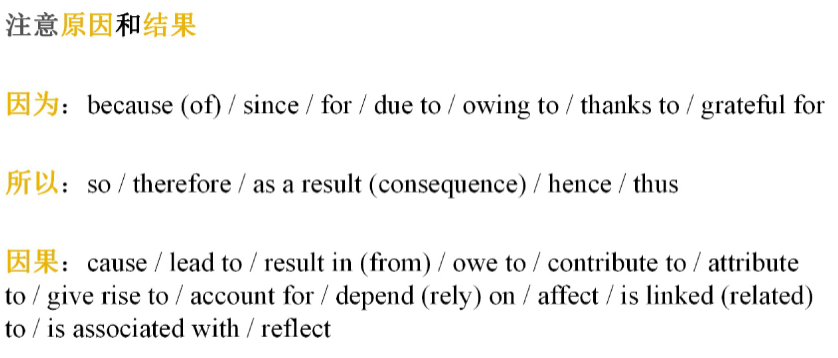 注意原因和结果
因为：because (of) / since / for / due to / owing to / thanks to / grateful for
所以：so / therefore / as a result (consequence) / hence / thus
因果：cause / lead to / result in (from) / owe to / contribute to / attribute
to / give rise to / account for / depend (rely) on / affect / is linked (related)
to / is associated with / reflect